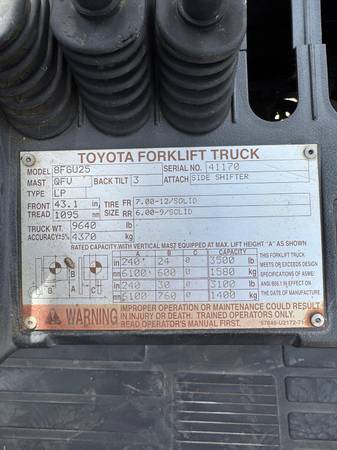 TOYOTA FORKLIFT TRUCK
MODEL 8FGU25 SERIAL NO. 41170
MAST QFV BACK TILT 3 ATTACH SIDE SHIFTER
TYPE LP
FRONT 43.1 in TIRE FR 7.00-12/SOLID
TREAD 1095 mm SIZE RR 6.00-9/SOLID
TRUCK WT. 9640 lb
ACCURACY±5% 4370 kg
RATED CAPACITY WITH VERTICAL MAST EQUIPPED AT MAX. LIFT HEIGHT "A" AS SHOWN
A B C CAPACITY
in 240 24 0 3500 lb
mm 6100 600 0 1580 kg
in 240 30 0 3100 lb
mm 6100 760 0 1400 kg
B C A B
THIS FORKLIFT TRUCK
MEETS OR EXCEEDS DESIGN
SPECIFICATIONS OF ASME/
ANSI B56.1 IN EFFECT ON
THE DATE OF MANUFACTURE
WARNING
IMPROPER OPERATION OR MAINTENANCE COULD RESULT
IN INJURY OR DEATH. TRAINED OPERATORS ONLY.
READ OPERATOR'S MANUAL FIRST.